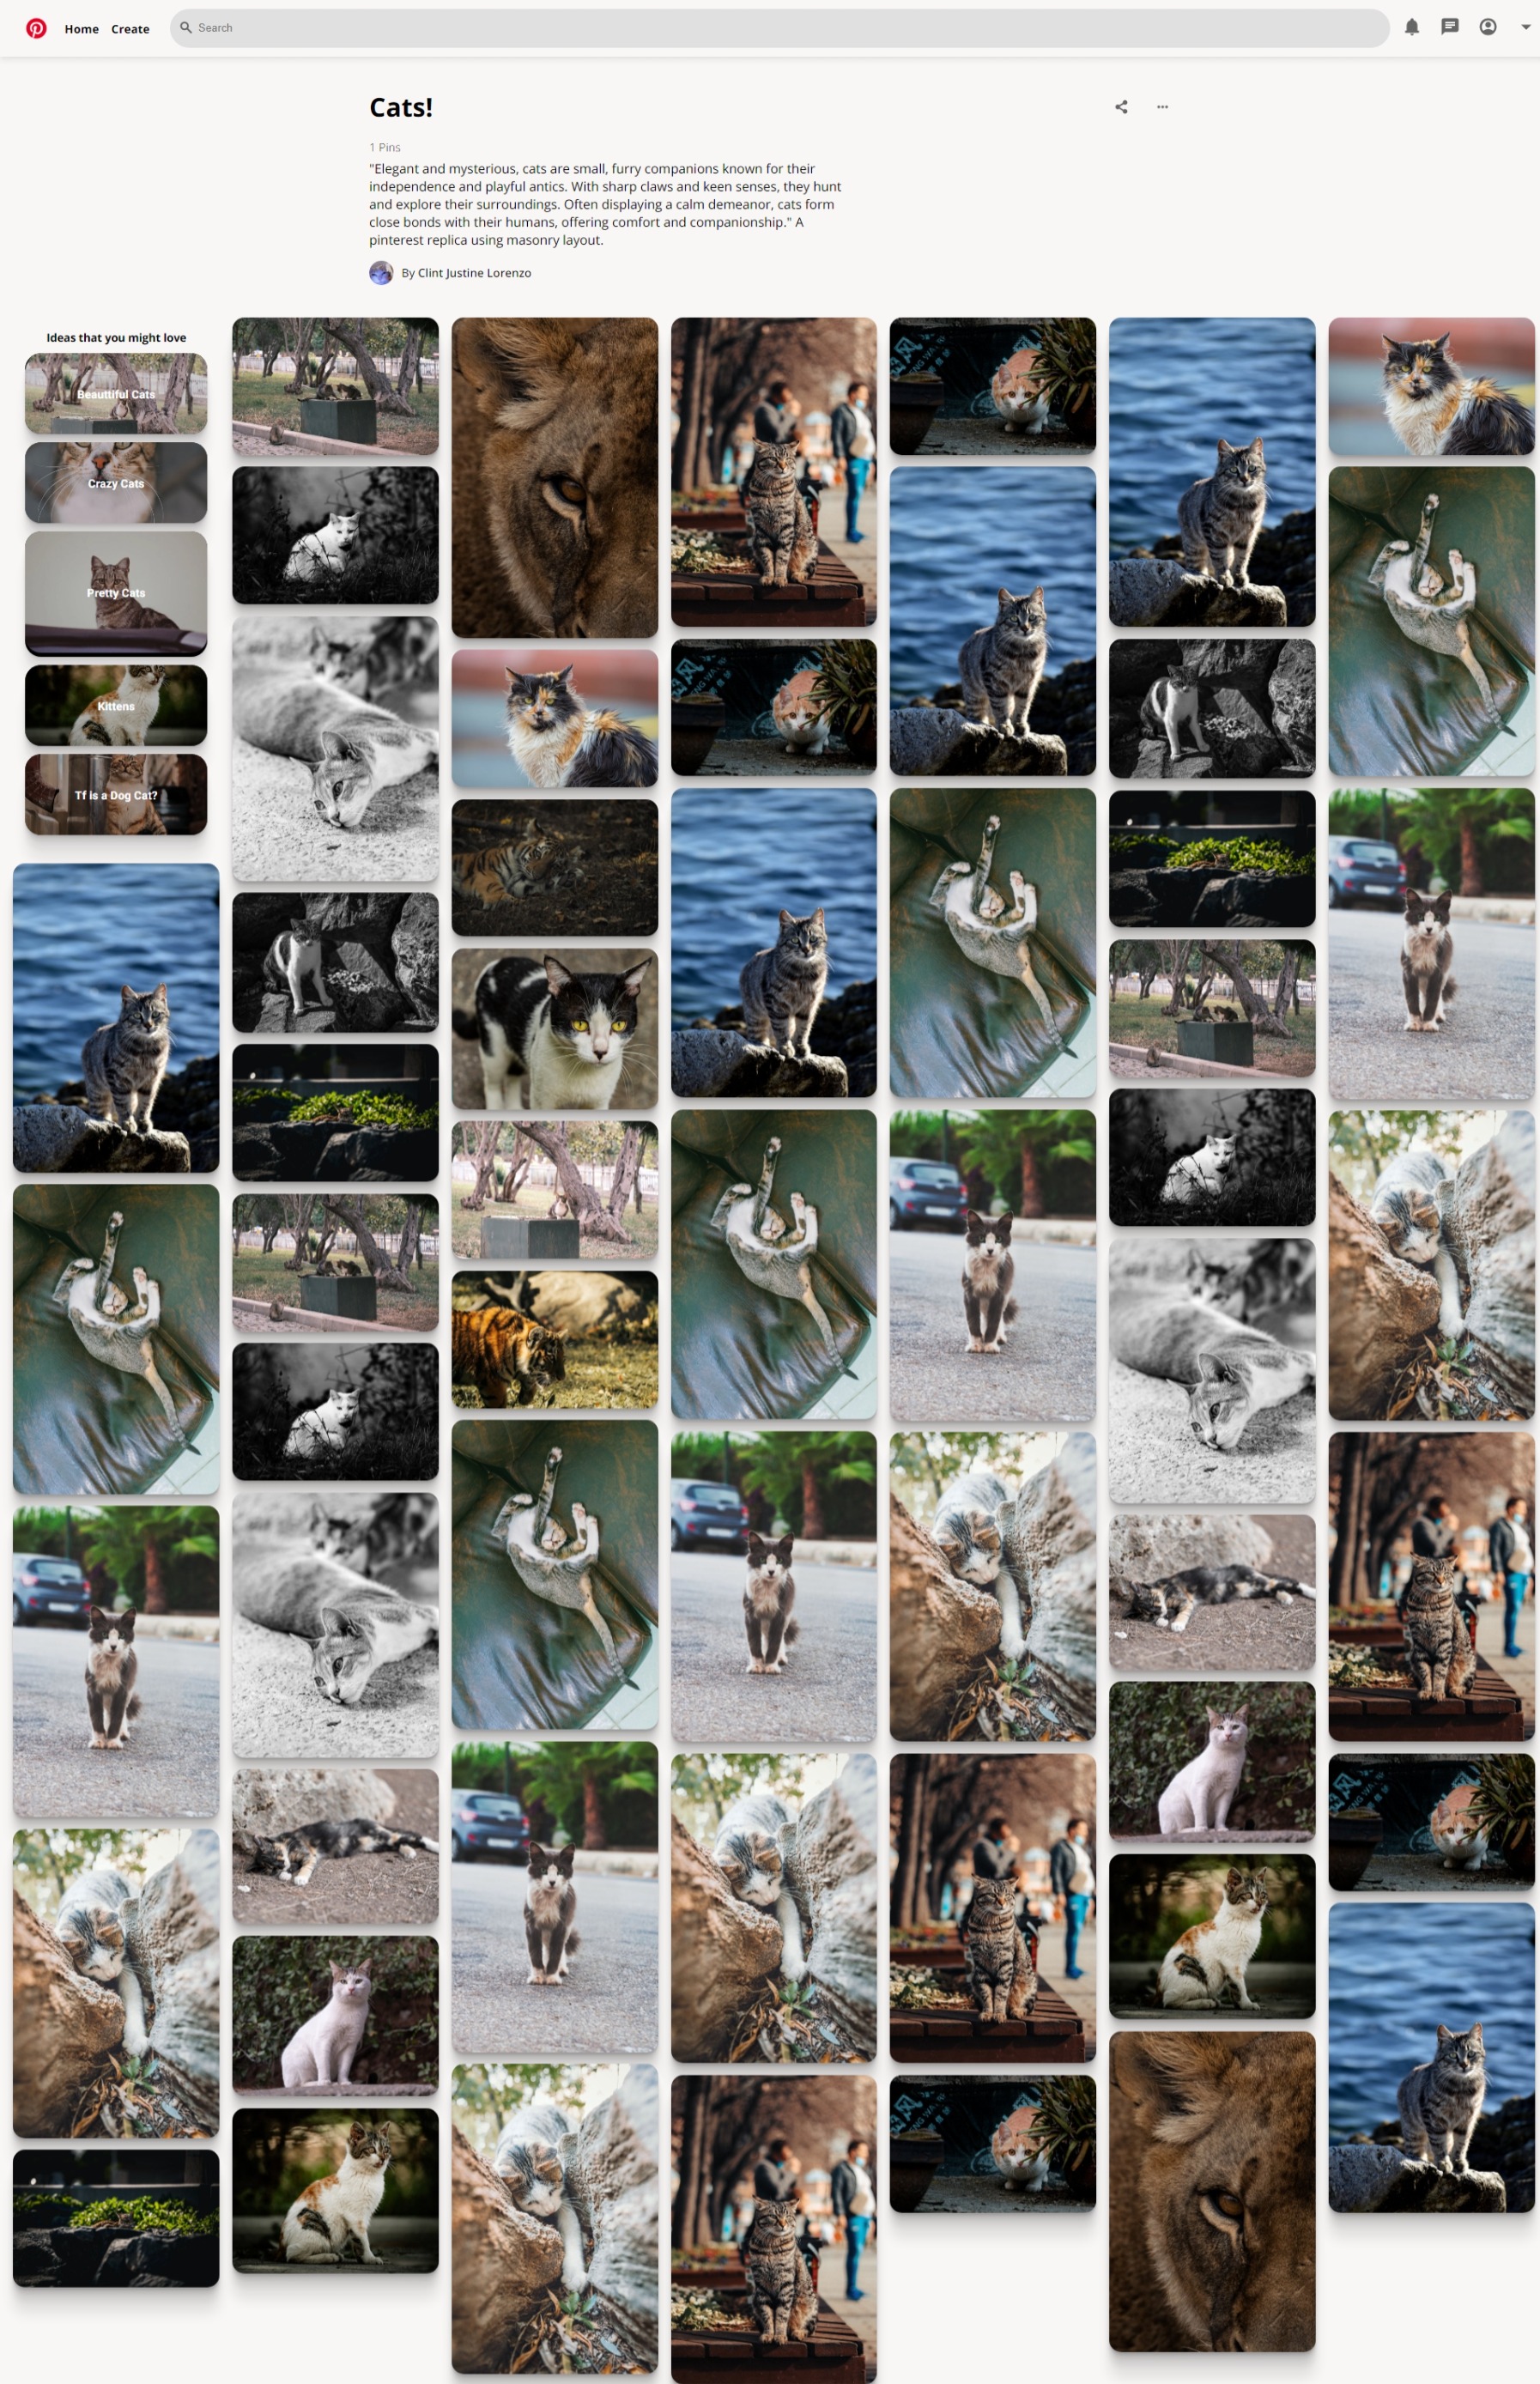 Home Create Search
Cats!
1 Pins
"Elegant and mysterious, cats are small, furry companions known for their
independence and playful antics. With sharp claws and keen senses, they hunt
and explore their surroundings. Often displaying a calm demeanor, cats form
close bonds with their humans, offering comfort and companionship." A
pinterest replica using masonry layout.
By Clint Justine Lorenzo
Ideas that you might love
Beauttiful Cats
Crazy Cats
Pretty Cats
Kittens
Tf is a Dog Cat?